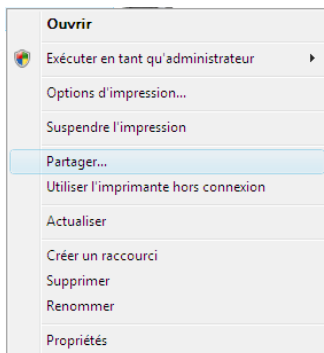 Ouvrir
Exécuter en tant qu'administrateur
Options d'impression...
Suspendre l'impression
Partager...
Utiliser l'imprimante hors connexion
Actualiser
Créer un raccourci
Supprimer
Renommer
Propriétés